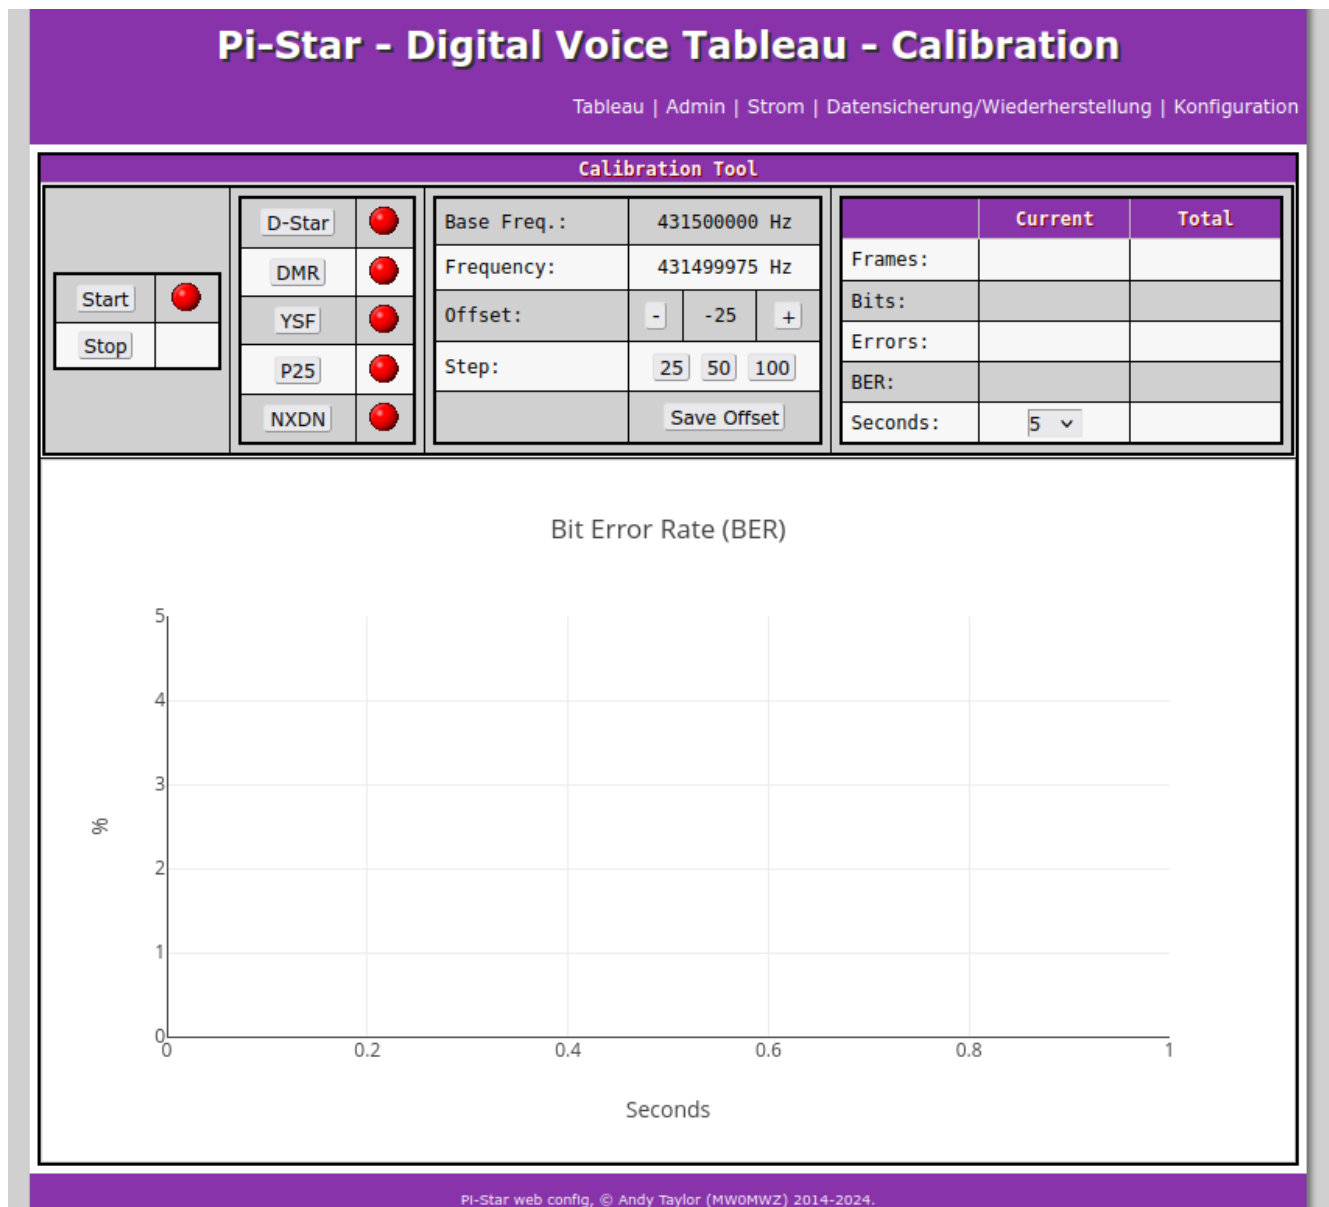 Pi-Star - Digital Voice Tableau - Calibration
Tableau | Admin | Strom | Datensicherung/Wiederherstellung | Konfiguration
Calibration Tool
Start
Stop
D-Star
DMR
YSF
P25
NXDN
Base Freq.: 431500000 Hz
Frequency: 431499975 Hz
Offset: - -25 +
Step: 25 50 100
Save Offset
Current Total
Frames:
Bits:
Errors:
BER:
Seconds: 5
Bit Error Rate (BER)
5
4
3
2
1
0
%
0 0.2 0.4 0.6 0.8 1
Seconds
Pi-Star web config, © Andy Taylor (MW0MWZ) 2014-2024.